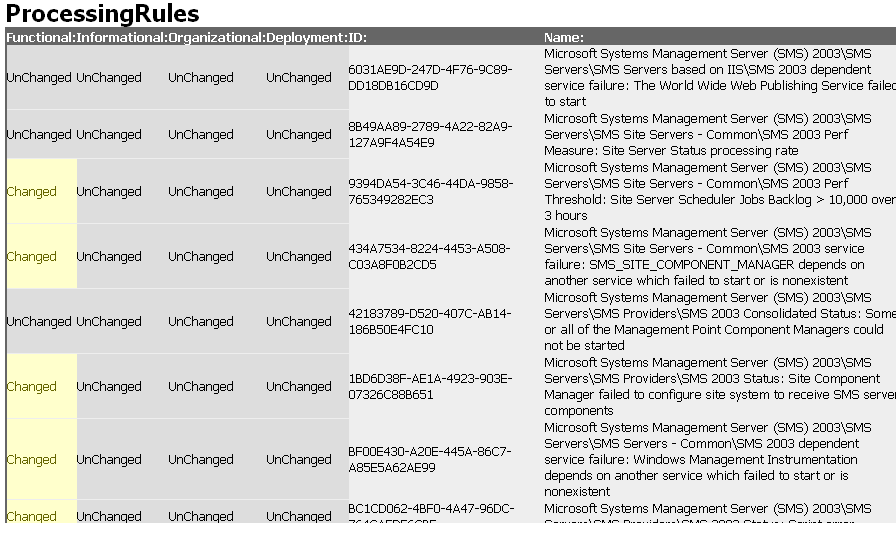 ProcessingRules
Functional:Informational:Organizational:Deployment:ID: Name:
UnChanged UnChanged UnChanged UnChanged 6031AE9D-247D-4F76-9C89-
DD18DB16CD9D
Microsoft Systems Management Server (SMS) 2003\SMS
Servers\SMS Servers based on IIS\SMS 2003 dependent
service failure: The World Wide Web Publishing Service failed
to start
UnChanged UnChanged UnChanged UnChanged 8B49AA89-2789-4A22-82A9-
127A9F4A54E9
Microsoft Systems Management Server (SMS) 2003\SMS
Servers\SMS Site Servers - Common\SMS 2003 Perf
Measure: Site Server Status processing rate
Changed UnChanged UnChanged UnChanged 9394DA54-3C46-44DA-9858-
765349282EC3
Microsoft Systems Management Server (SMS) 2003\SMS
Servers\SMS Site Servers - Common\SMS 2003 Perf
Threshold: Site Server Scheduler Jobs Backlog > 10,000 over
3 hours
Changed UnChanged UnChanged UnChanged 434A7534-8224-4453-A508-
C03A8F0B2CD5
Microsoft Systems Management Server (SMS) 2003\SMS
Servers\SMS Site Servers - Common\SMS 2003 service
failure: SMS_SITE_COMPONENT_MANAGER depends on
another service which failed to start or is nonexistent
UnChanged UnChanged UnChanged UnChanged 42183789-D520-407C-AB14-
186B50E4FC10
Microsoft Systems Management Server (SMS) 2003\SMS
Servers\SMS Providers\SMS 2003 Consolidated Status: Some
or all of the Management Point Component Managers could
not be started
Changed UnChanged UnChanged UnChanged 1BD6D38F-AE1A-4923-903E-
07326C88B651
Microsoft Systems Management Server (SMS) 2003\SMS
Servers\SMS Providers\SMS 2003 Status: Site Component
Manager failed to configure site system to receive SMS server
components
Changed UnChanged UnChanged UnChanged BF00E430-A20E-445A-86C7-
A85E5A62AE99
Microsoft Systems Management Server (SMS) 2003\SMS
Servers\SMS Servers - Common\SMS 2003 dependent
service failure: Windows Management Instrumentation
depends on another service which failed to start or is
nonexistent
Changed UnChanged UnChanged UnChanged BC1CD062-4BF0-4A47-96DC-
Microsoft Systems Management Server (SMS) 2003\SMS